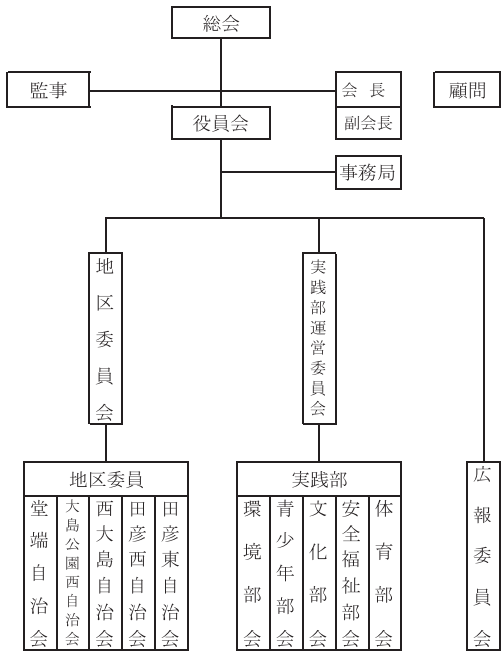 総会
監事
会 長
顧問
役員会
副会長
事務局
地区委員会
実践部運営委員会
地区委員
実践部
広報委員会
堂端自治会
大島公園西自治会
西大島自治会
田彦西自治会
田彦東自治会
環境部会
青少年部会
文化部会
安全福祉部会
体育部会